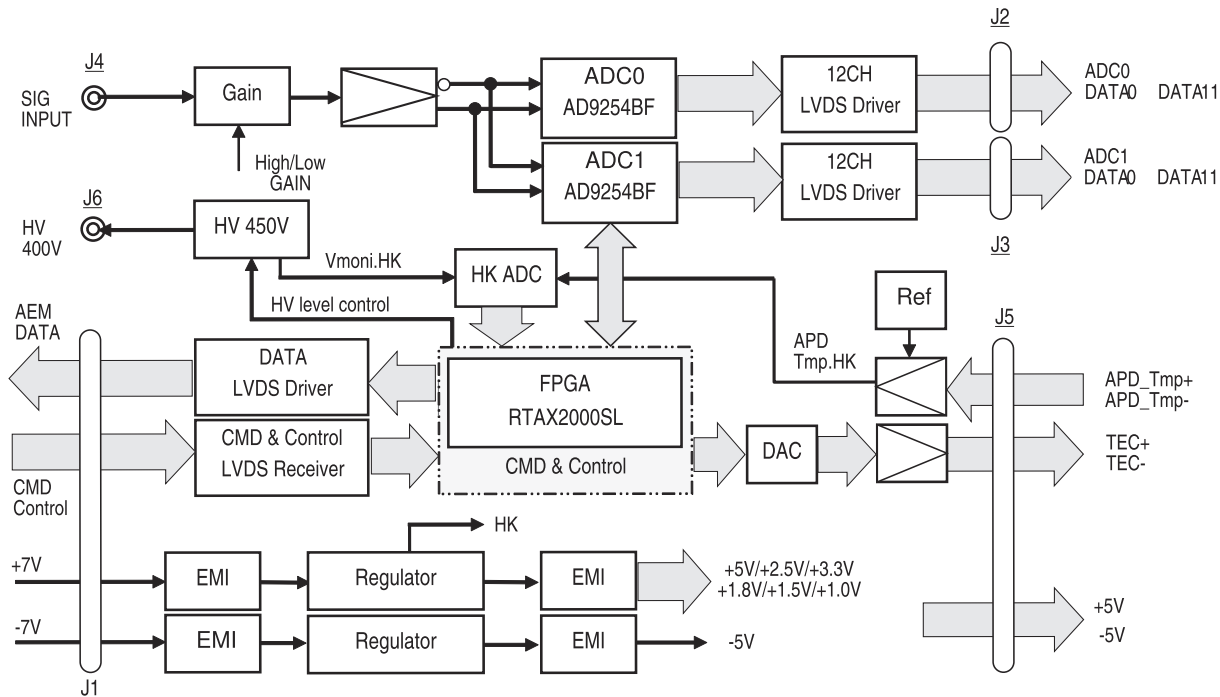 J2
J4
SIG
INPUT
Gain
High/Low
GAIN
ADC0
AD9254BF
12CH
LVDS Driver
ADC0
DATA0 DATA11
ADC1
AD9254BF
12CH
LVDS Driver
ADC1
DATA0 DATA11
J3
J6
HV
400V
HV 450V
Vmoni.HK
HK ADC
HV level control
Ref
J5
AEM
DATA
DATA
LVDS Driver
FPGA
RTAX2000SL
CMD & Control
APD
Tmp.HK
APD_Tmp+
APD_Tmp-
CMD & Control
LVDS Receiver
CMD
Control
DAC
TEC+
TEC-
HK
+7V
EMI
Regulator
EMI
+5V/+2.5V/+3.3V
+1.8V/+1.5V/+1.0V
-7V
EMI
Regulator
EMI
-5V
+5V
-5V
J1